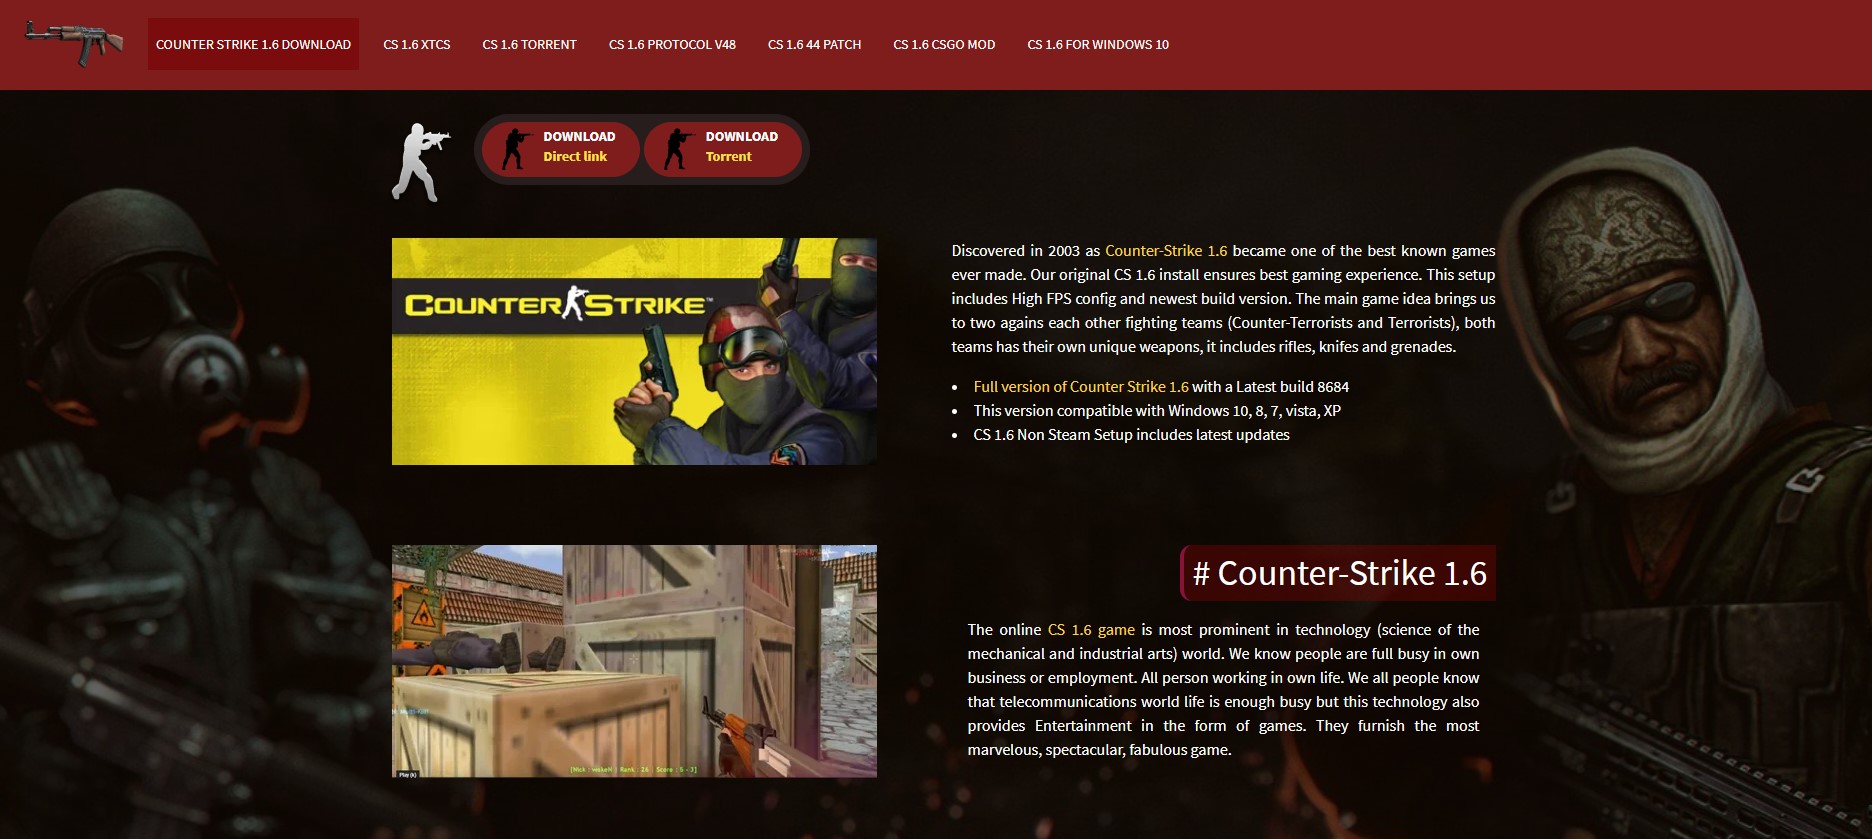 COUNTER STRIKE 1.6 DOWNLOAD
CS 1.6 XTCS
CS 1.6 TORRENT
CS 1.6 PROTOCOL V48
CS 1.6 44 PATCH
CS 1.6 CSGO MOD
CS 1.6 FOR WINDOWS 10
DOWNLOAD
Direct link
DOWNLOAD
Torrent
COUNTER STRIKE™
Discovered in 2003 as Counter-Strike 1.6 became one of the best known games
ever made. Our original CS 1.6 install ensures best gaming experience. This setup
includes High FPS config and newest build version. The main game idea brings us
to two agains each other fighting teams (Counter-Terrorists and Terrorists), both
teams has their own unique weapons, it includes rifles, knifes and grenades.
• Full version of Counter Strike 1.6 with a Latest build 8684
• This version compatible with Windows 10, 8, 7, vista, XP
• CS 1.6 Non Steam Setup includes latest updates
Play (k)
[Nick : wakeH | Rank : 26 | Score : 5 - 3]
# Counter-Strike 1.6
The online CS 1.6 game is most prominent in technology (science of the
mechanical and industrial arts) world. We know people are full busy in own
business or employment. All person working in own life. We all people know
that telecommunications world life is enough busy but this technology also
provides Entertainment in the form of games. They furnish the most
marvelous, spectacular, fabulous game.